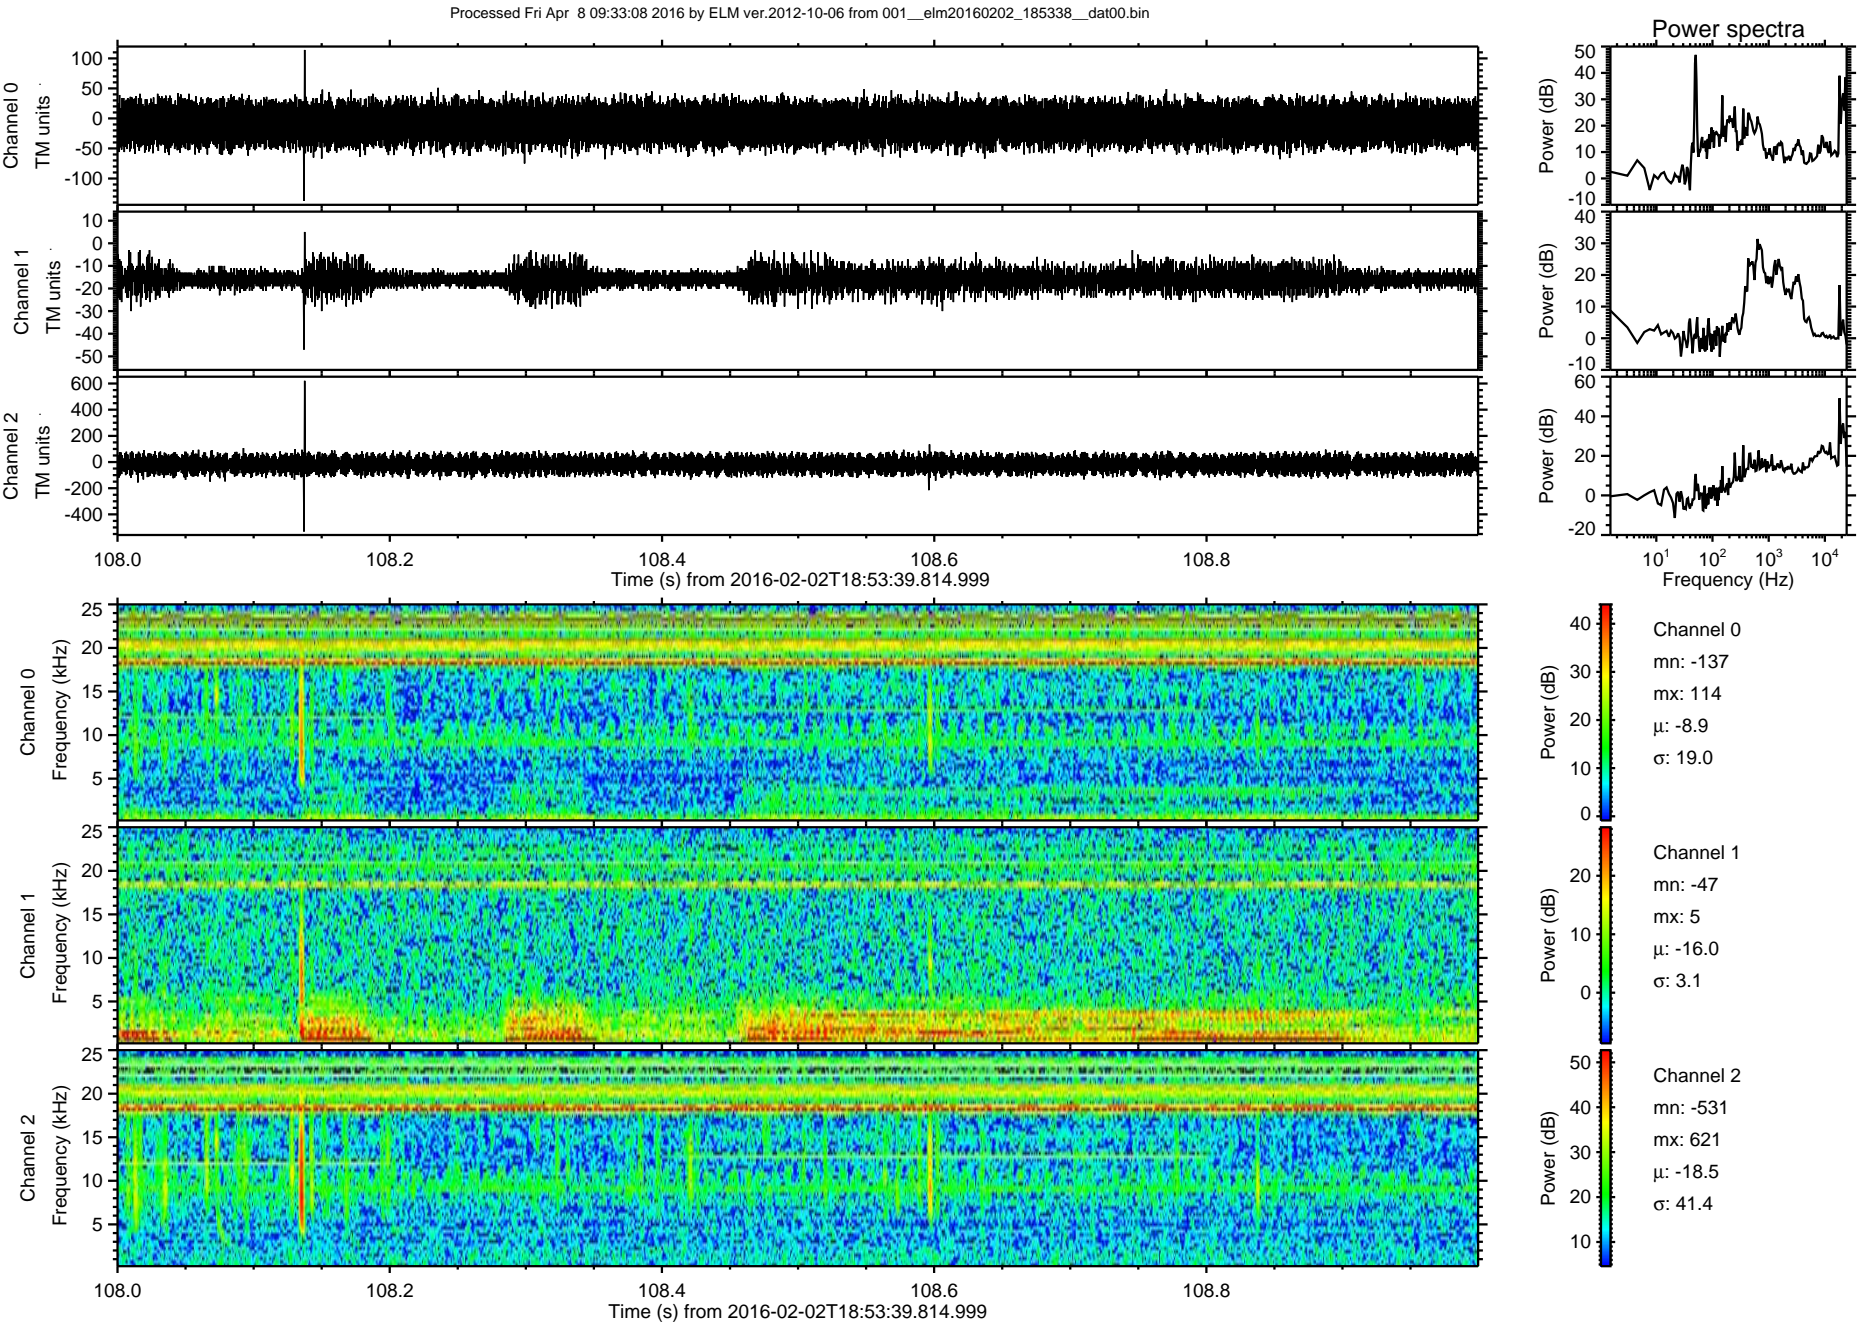 Processed Fri Apr  8 09:33:08 2016 by ELM ver.2012-10-06 from 001__elm20160202_185338__dat00.bin
Power spectra
Channel 0
TM units
100
50
0
-50
-100
Power (dB)
50
40
30
20
10
0
-10
Channel 1
TM units
10
0
-10
-20
-30
-40
-50
Power (dB)
40
30
20
10
0
-10
Channel 2
TM units
600
400
200
0
-200
-400
Power (dB)
60
40
20
0
-20
108.0 108.2 108.4 108.6 108.8
Time (s) from 2016-02-02T18:53:39.814.999
10^1 10^2 10^3 10^4
Frequency (Hz)
Channel 0
Frequency (kHz)
25
20
15
10
5
Power (dB)
40
30
20
10
0
Channel 0
mn: -137
mx: 114
μ: -8.9
σ: 19.0
Channel 1
Frequency (kHz)
25
20
15
10
5
Power (dB)
20
10
0
Channel 1
mn: -47
mx: 5
μ: -16.0
σ: 3.1
Channel 2
Frequency (kHz)
25
20
15
10
5
Power (dB)
50
40
30
20
10
Channel 2
mn: -531
mx: 621
μ: -18.5
σ: 41.4
108.0 108.2 108.4 108.6 108.8
Time (s) from 2016-02-02T18:53:39.814.999